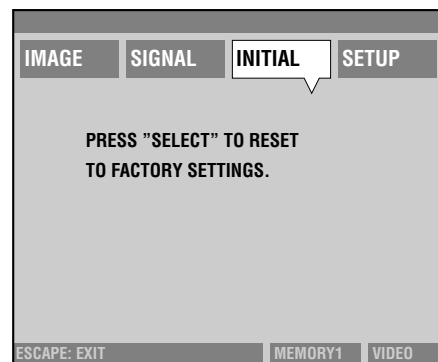 IMAGE SIGNAL INITIAL SETUP
PRESS ”SELECT” TO RESET
TO FACTORY SETTINGS.
ESCAPE: EXIT MEMORY1 VIDEO